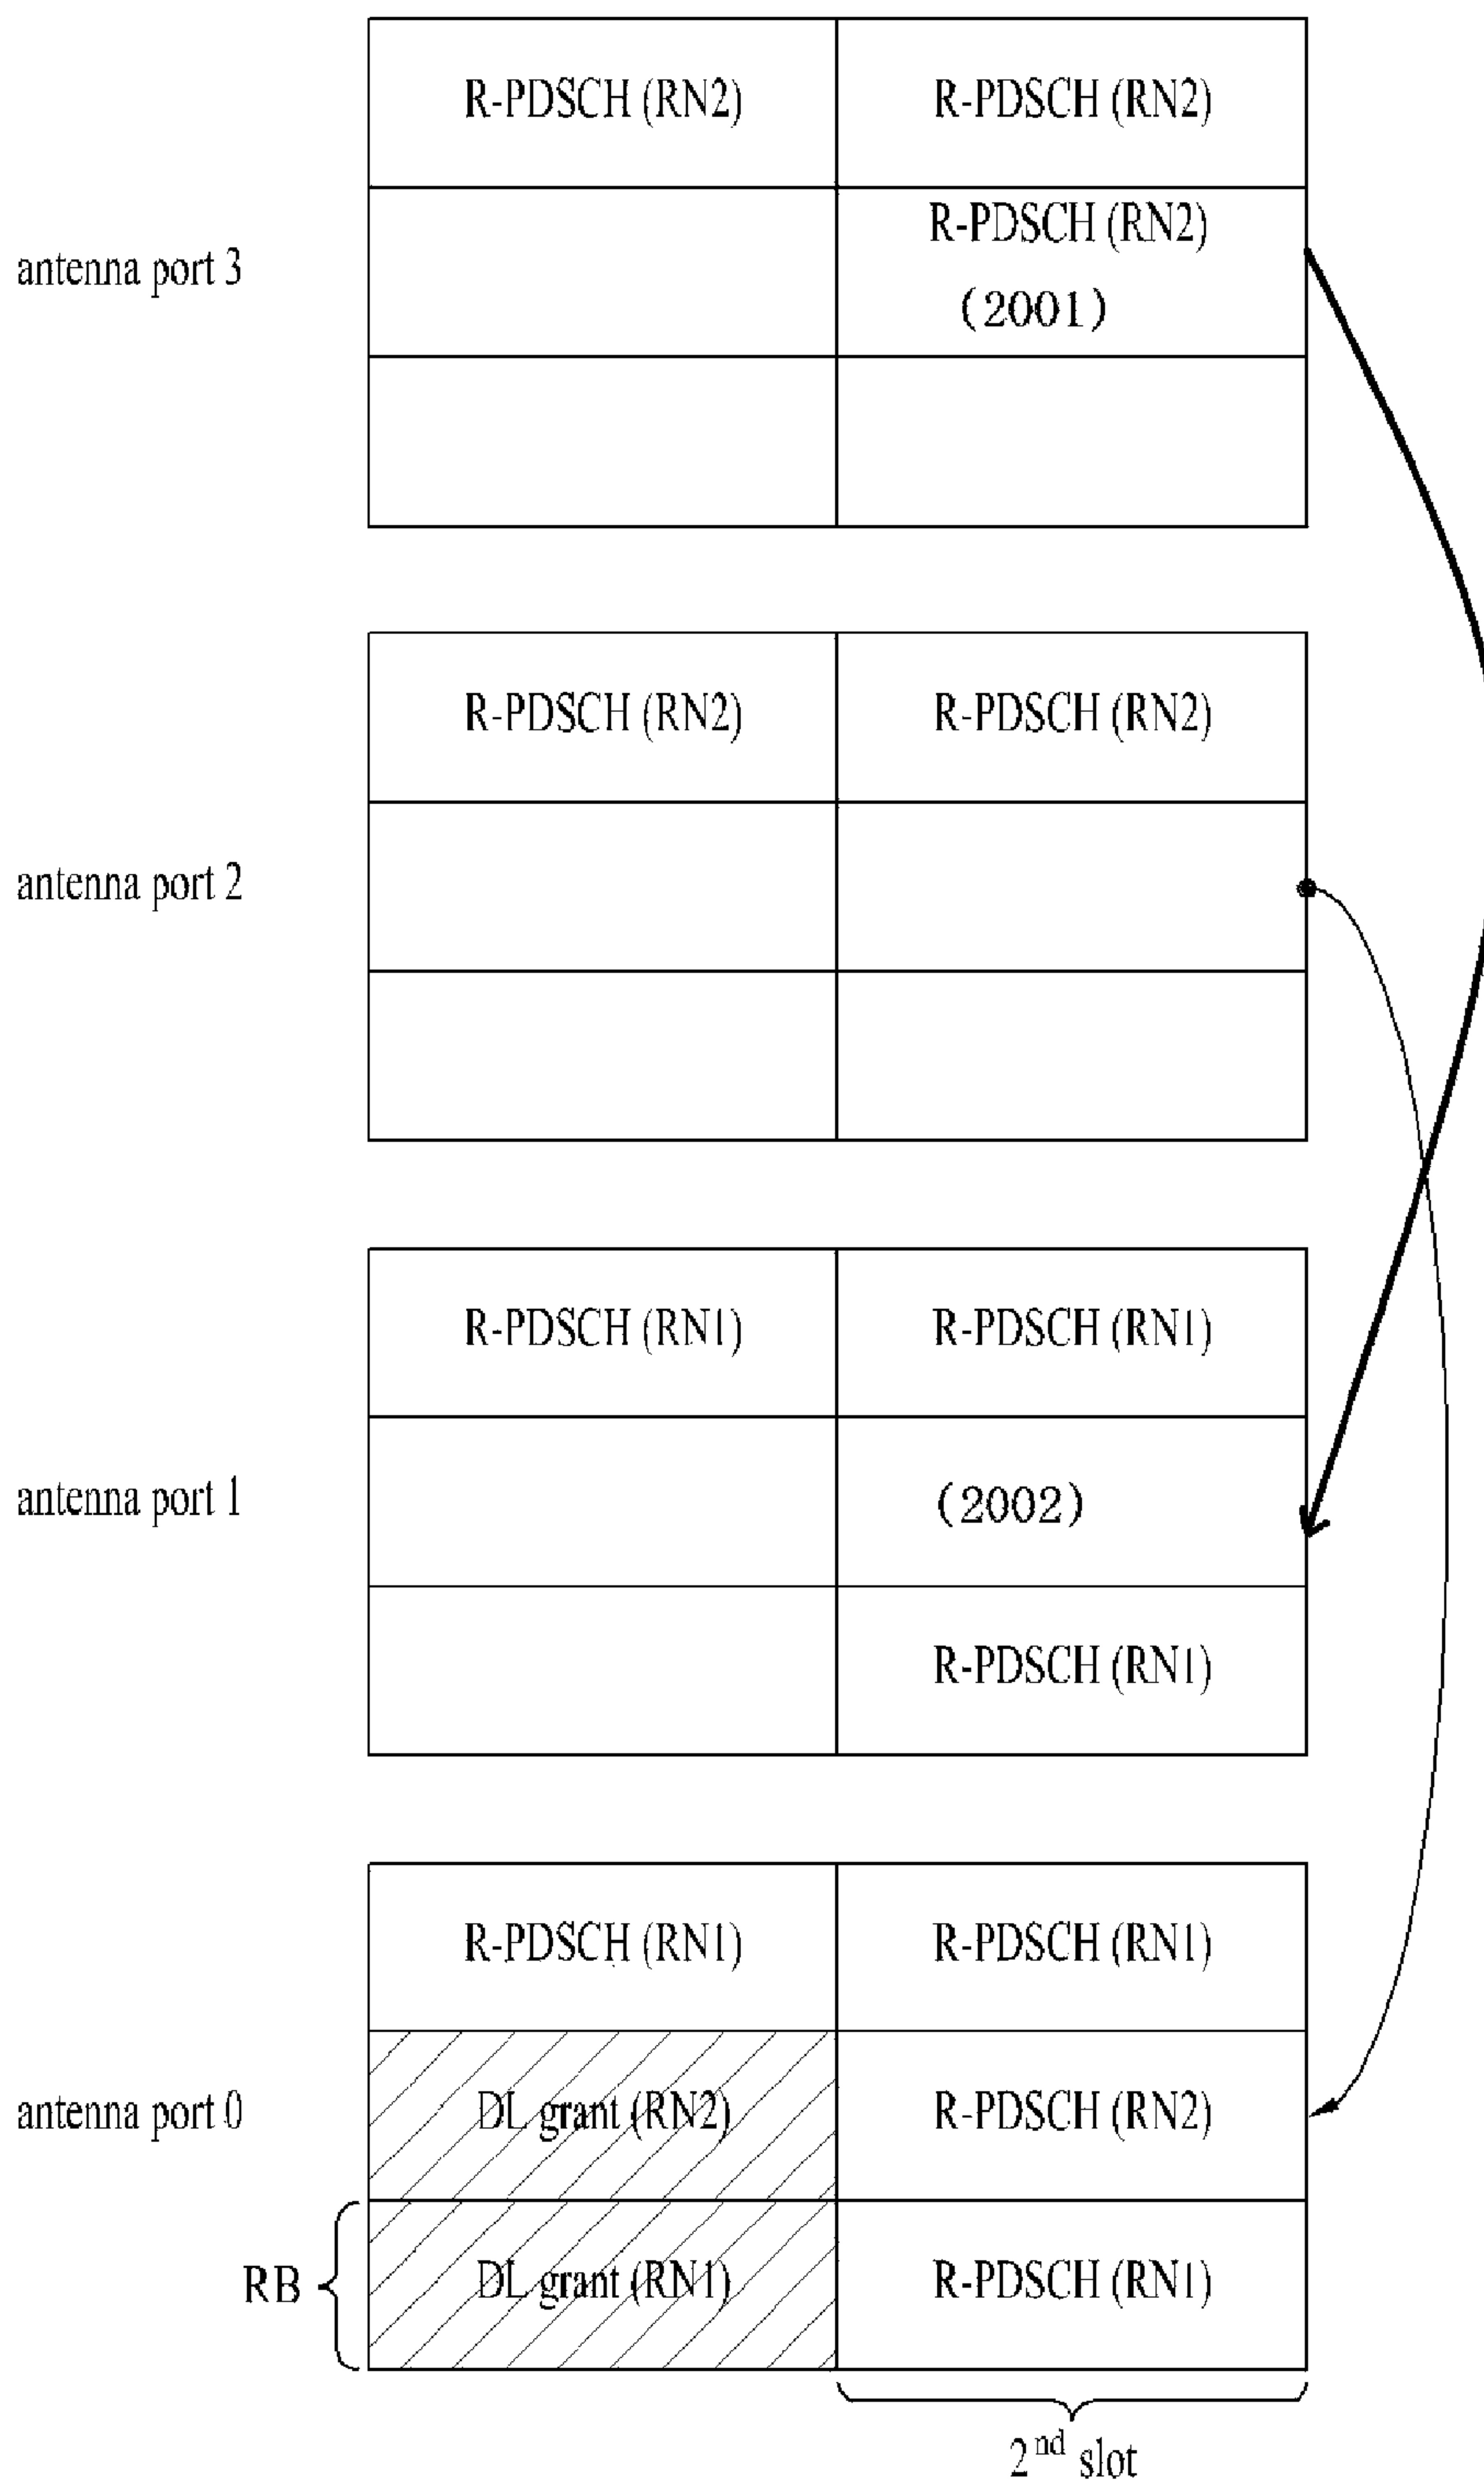 R-PDSCH (RN2) R-PDSCH (RN2)
antenna port 3
R-PDSCH (RN2)
(2001)
R-PDSCH (RN2) R-PDSCH (RN2)
antenna port 2
R-PDSCH (RN1) R-PDSCH (RN1)
antenna port 1
(2002)
R-PDSCH (RN1)
R-PDSCH (RN1) R-PDSCH (RN1)
antenna port 0
DL grant (RN2) R-PDSCH (RN2)
RB
DL grant (RN1) R-PDSCH (RN1)
2nd slot